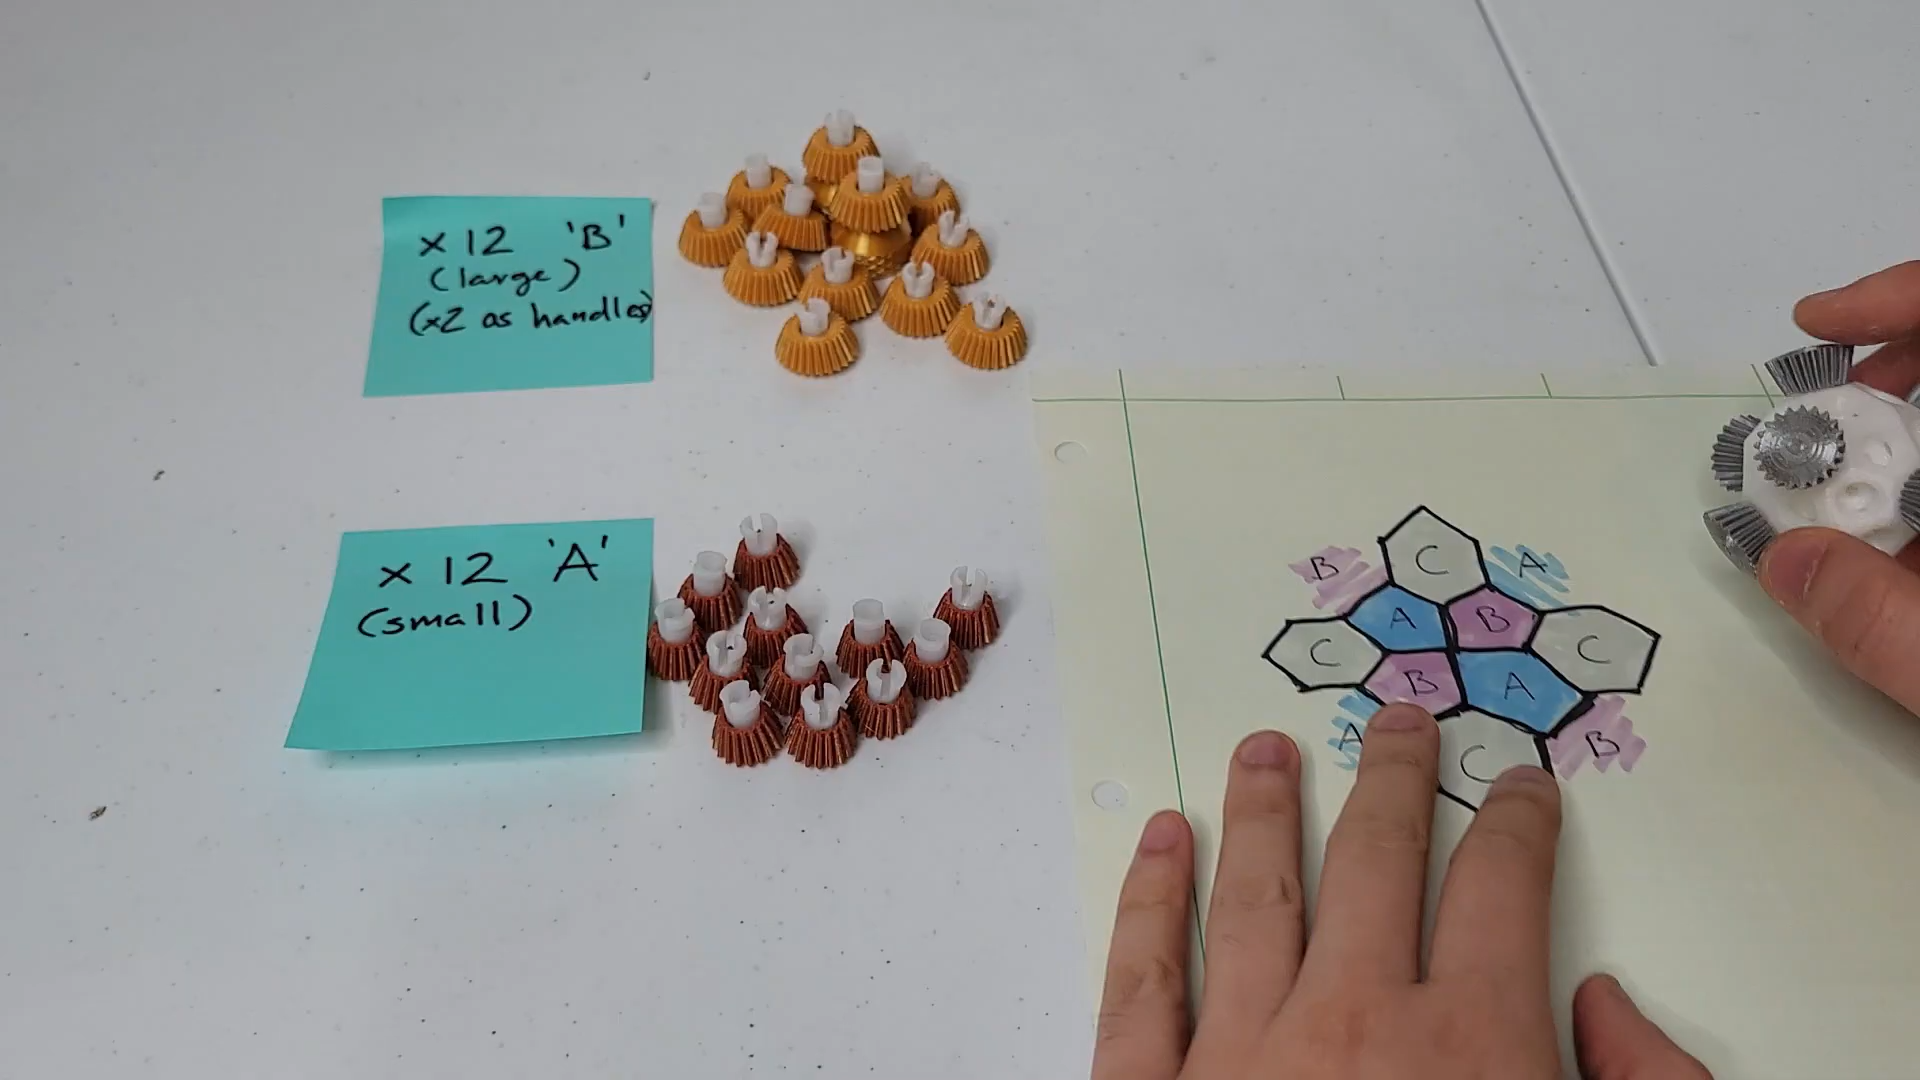 x 12 'B'
(large)
(x2 as handles)
x 12 'A'
(small)
B C A
A B
C C
B A
A C B